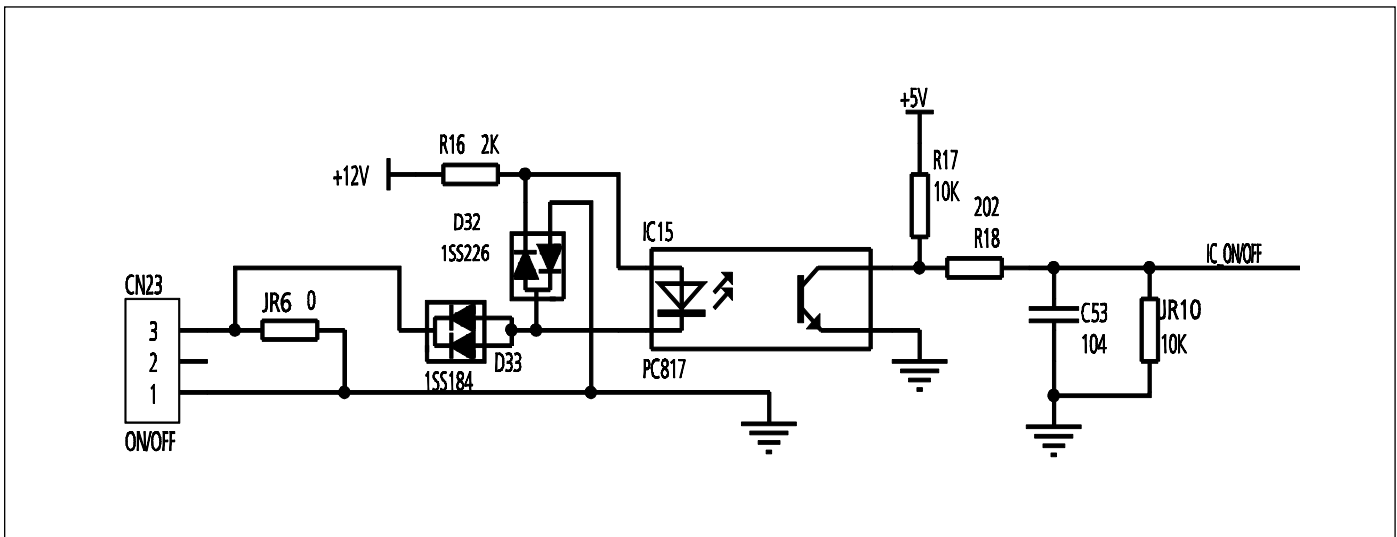 +5V
R16 2K
R17
10K
+12V
202
R18
D32
1SS226
IC15
IC_ON/OFF
CN23
JR6 0
3
2
1
D33
1SS184
PC817
C53
104
JR10
10K
ON/OFF